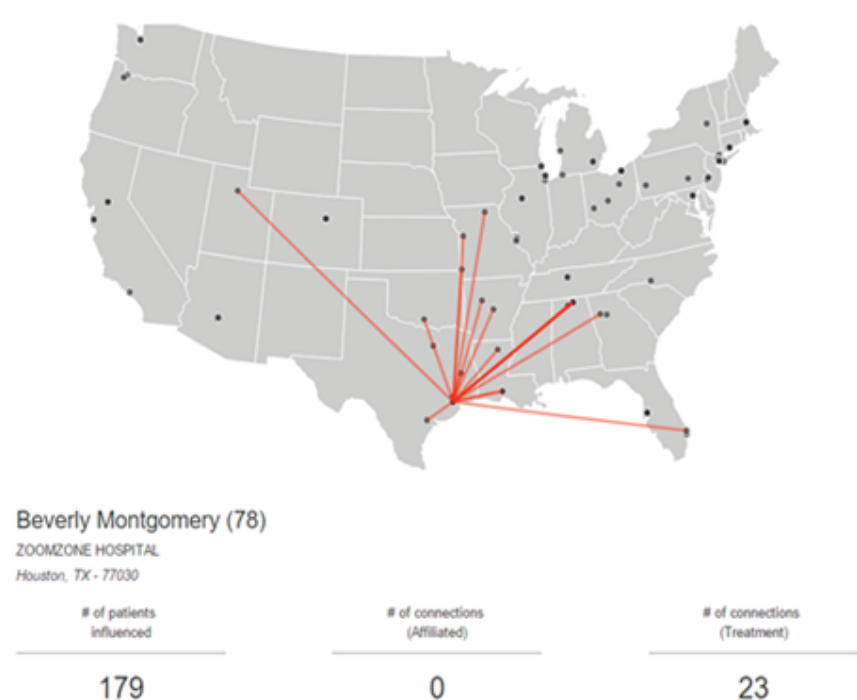 Beverly Montgomery (78)
ZOOMZONE HOSPITAL
Houston, TX - 77030
# of patients
influenced
179
# of connections
(Affiliated)
0
# of connections
(Treatment)
23